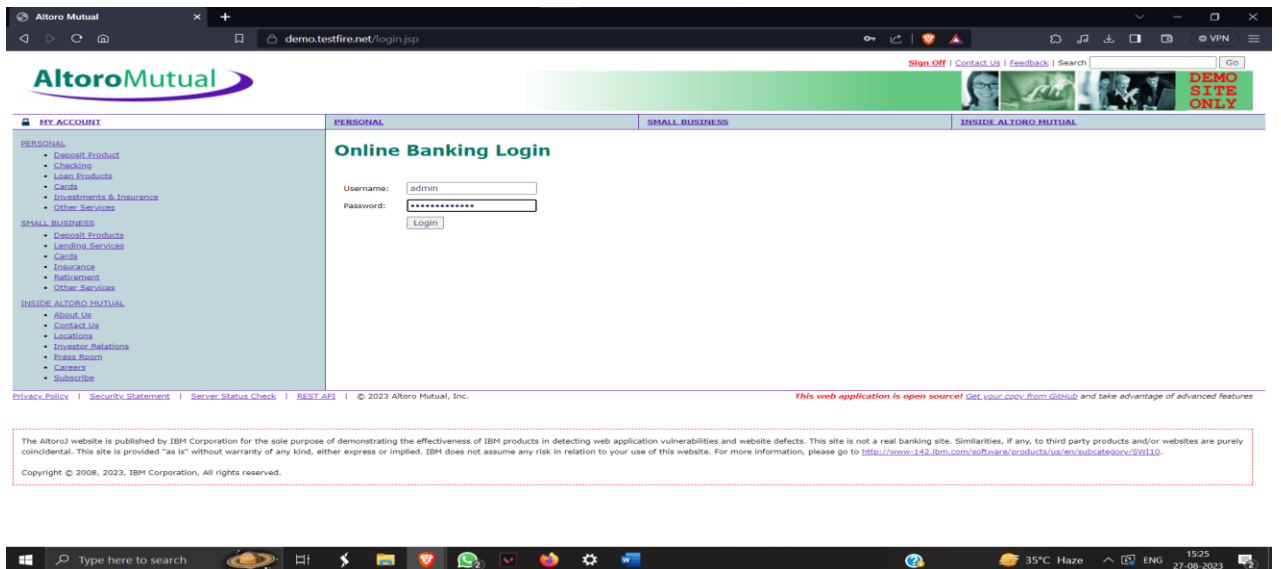 Altoro Mutual
demo.testfire.net/login.jsp
VPN
Sign Off | Contact Us | Feedback | Search
Go
AltoroMutual
DEMO
SITE
ONLY
MY ACCOUNT
PERSONAL
SMALL BUSINESS
INSIDE ALTORO MUTUAL
PERSONAL
Deposit Product
Checking
Loan Products
Cards
Investments & Insurance
Other Services
SMALL BUSINESS
Deposit Products
Lending Services
Cards
Insurance
Retirement
Other Services
INSIDE ALTORO MUTUAL
About Us
Contact Us
Locations
Investor Relations
Press Room
Careers
Subscribe
Online Banking Login
Username: admin
Password: •••••••••••••
Login
Privacy Policy | Security Statement | Server Status Check | REST API | © 2023 Altoro Mutual, Inc.
This web application is open source! Get your copy from GitHub and take advantage of advanced features
The AltoroJ website is published by IBM Corporation for the sole purpose of demonstrating the effectiveness of IBM products in detecting web application vulnerabilities and website defects. This site is not a real banking site. Similarities, if any, to third party products and/or websites are purely
coincidental. This site is provided "as is" without warranty of any kind, either express or implied. IBM does not assume any risk in relation to your use of this website. For more information, please go to http://www-142.ibm.com/software/products/us/en/subcategory/SWI10.
Copyright © 2008, 2023, IBM Corporation, All rights reserved.
Type here to search
35°C Haze
ENG
15:25
27-08-2023